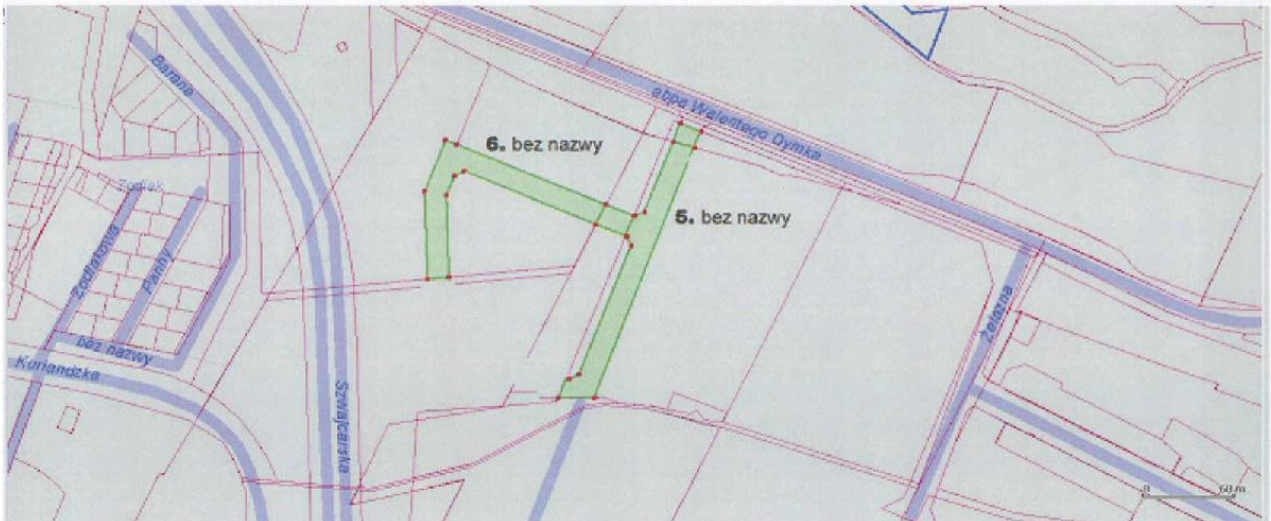 Barana
abpa Walentego Dymka
6. bez nazwy
Zodiak
5. bez nazwy
Zodiakowa
Panny
Żelazna
bez nazwy
Kurlandzka
Szwajcarska
0 60 m